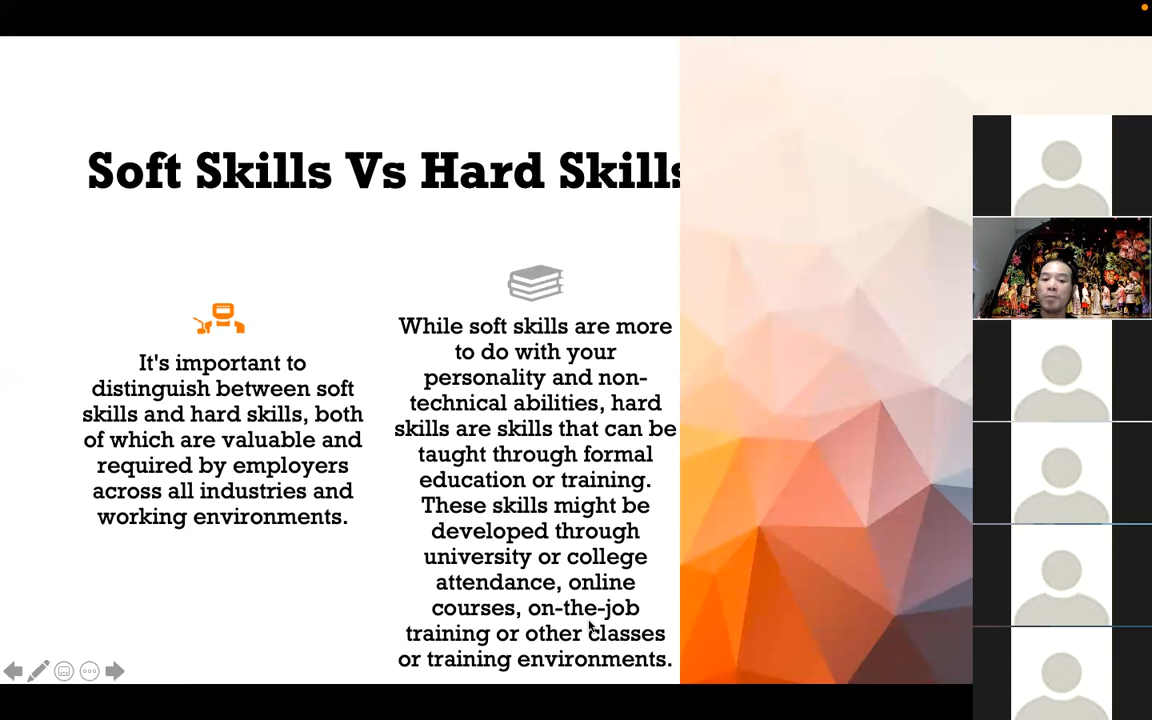 Soft Skills Vs Hard Skills
It's important to
distinguish between soft
skills and hard skills, both
of which are valuable and
required by employers
across all industries and
working environments.
While soft skills are more
to do with your
personality and non-
technical abilities, hard
skills are skills that can be
taught through formal
education or training.
These skills might be
developed through
university or college
attendance, online
courses, on-the-job
training or other classes
or training environments.